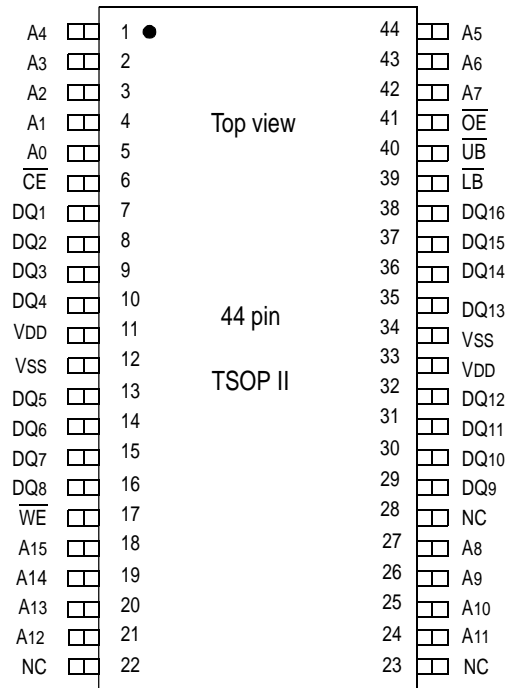 A4 1 44 A5
A3 2 43 A6
A2 3 Top view 42 A7
A1 4 41 OE
A0 5 40 UB
CE 6 39 LB
DQ1 7 38 DQ16
DQ2 8 37 DQ15
DQ3 9 36 DQ14
DQ4 10 44 pin 35 DQ13
VDD 11 34 VSS
VSS 12 TSOP II 33 VDD
DQ5 13 32 DQ12
DQ6 14 31 DQ11
DQ7 15 30 DQ10
DQ8 16 29 DQ9
WE 17 28 NC
A15 18 27 A8
A14 19 26 A9
A13 20 25 A10
A12 21 24 A11
NC 22 23 NC